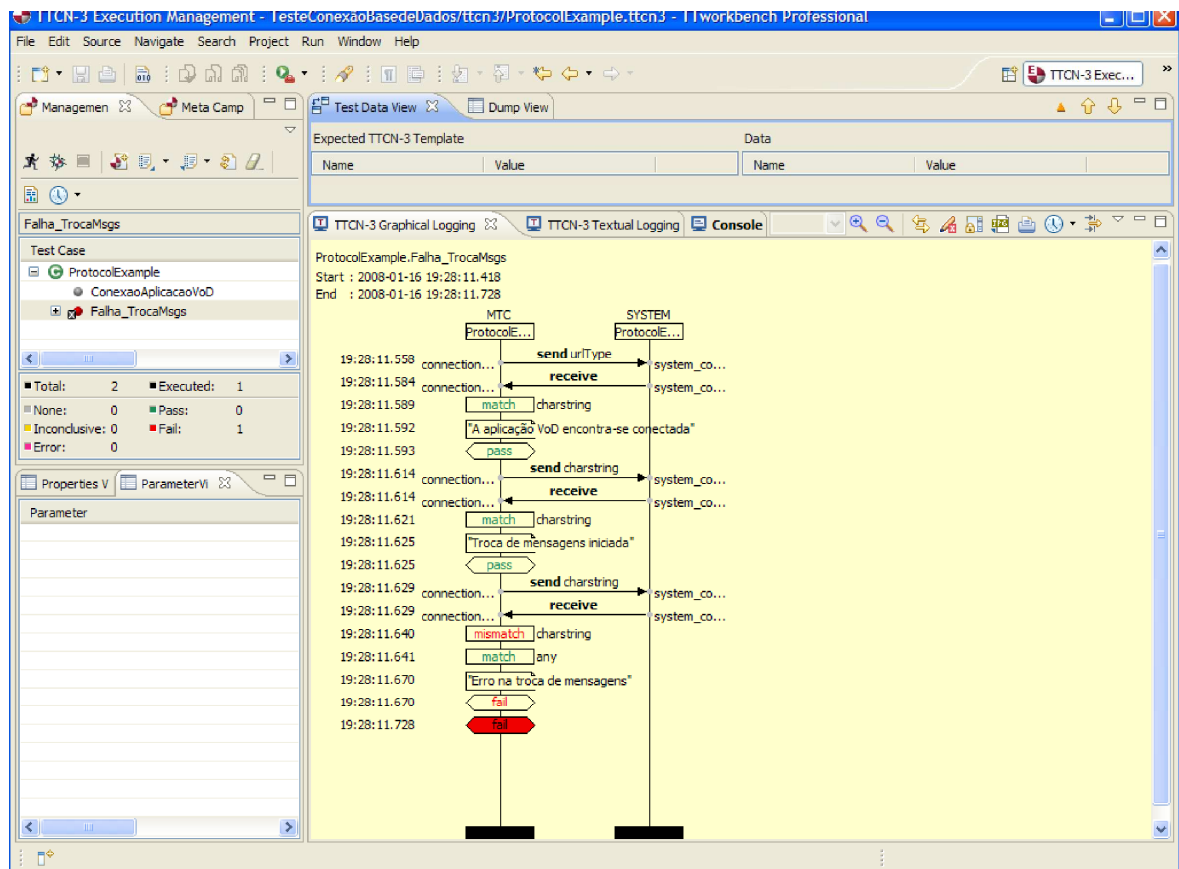 TTCN-3 Execution Management - TesteConexãoBasedeDados/ttcn3/ProtocolExample.ttcn3 - TTworkbench Professional
File Edit Source Navigate Search Project Run Window Help
TTCN-3 Exec... »
Managemen Meta Camp
Test Data View Dump View
Expected TTCN-3 Template Data
Name Value Name Value
Falha_TrocaMsgs
TTCN-3 Graphical Logging TTCN-3 Textual Logging Console
Test Case
ProtocolExample
ConexaoAplicacaoVoD
Falha_TrocaMsgs
Total: 2 Executed: 1
None: 0 Pass: 0
Inconclusive: 0 Fail: 1
Error: 0
Properties V ParameterVi
Parameter
ProtocolExample.Falha_TrocaMsgs
Start : 2008-01-16 19:28:11.418
End : 2008-01-16 19:28:11.728
MTC SYSTEM
ProtocolE... ProtocolE...
19:28:11.558 connection... send urlType system_co...
19:28:11.584 connection... receive system_co...
19:28:11.589 match charstring
19:28:11.592 "A aplicação VoD encontra-se conectada"
19:28:11.593 pass
19:28:11.614 connection... send charstring system_co...
19:28:11.614 connection... receive system_co...
19:28:11.621 match charstring
19:28:11.625 "Troca de mensagens iniciada"
19:28:11.625 pass
19:28:11.629 connection... send charstring system_co...
19:28:11.629 connection... receive system_co...
19:28:11.640 mismatch charstring
19:28:11.641 match any
19:28:11.670 "Erro na troca de mensagens"
19:28:11.670 fail
19:28:11.728 fail